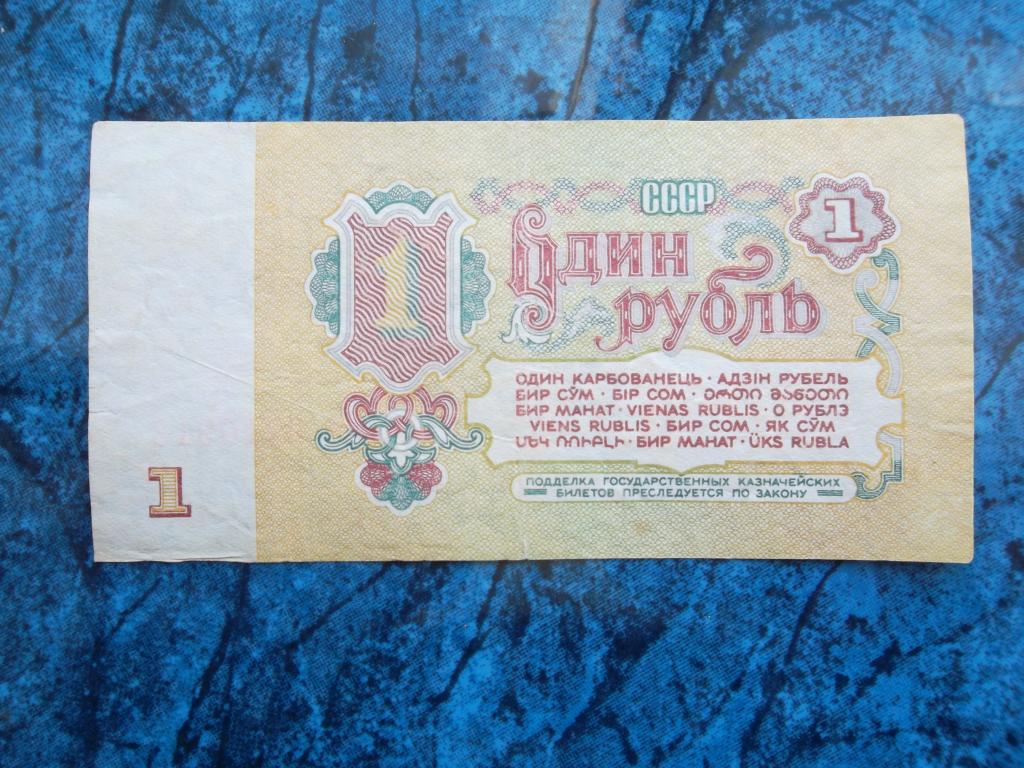 СССР
1
1
Один
рубль
ОДИН КАРБОВАНЕЦЬ · АДЗІН РУБЕЛЬ
БИР СЎМ · БІР СОМ · ᲔᲠᲗᲘ ᲛᲐᲜᲔᲗᲘ
БИР МАНАТ · VIENAS RUBLIS · О РУБЛЭ
VIENS RUBLIS · БИР СОМ · ЯК СЎМ
ՄԵԿ ՌՈՒԲԼԻ · БИР МАНАТ · ÜKS RUBLA
1
ПОДДЕЛКА ГОСУДАРСТВЕННЫХ КАЗНАЧЕЙСКИХ
БИЛЕТОВ ПРЕСЛЕДУЕТСЯ ПО ЗАКОНУ